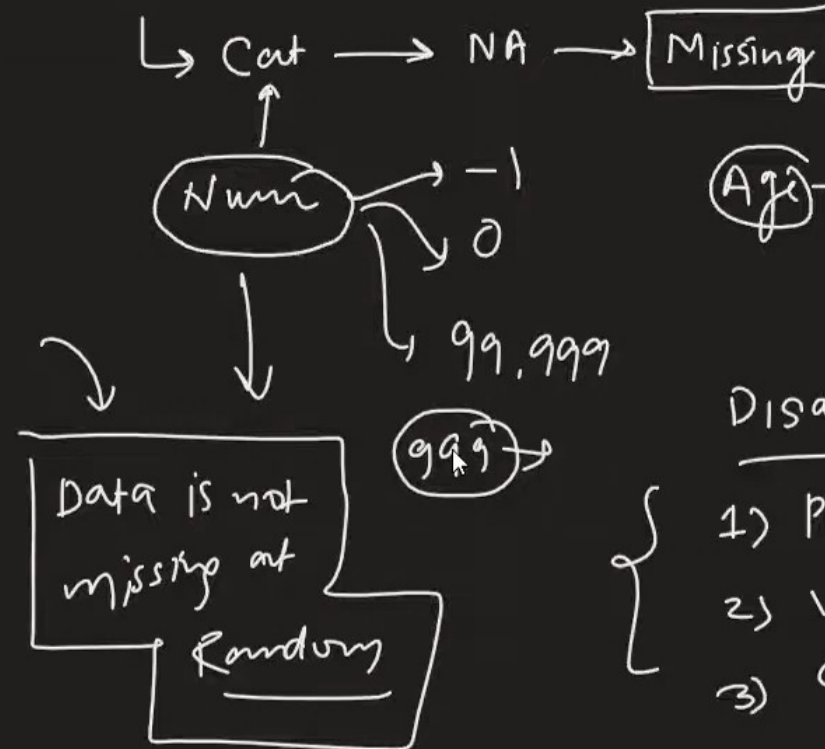 Cat → NA → Missing
Num
-1
Age
0
99,999
999
Disa
Data is not
missing at
Random
1) P
2)
3)